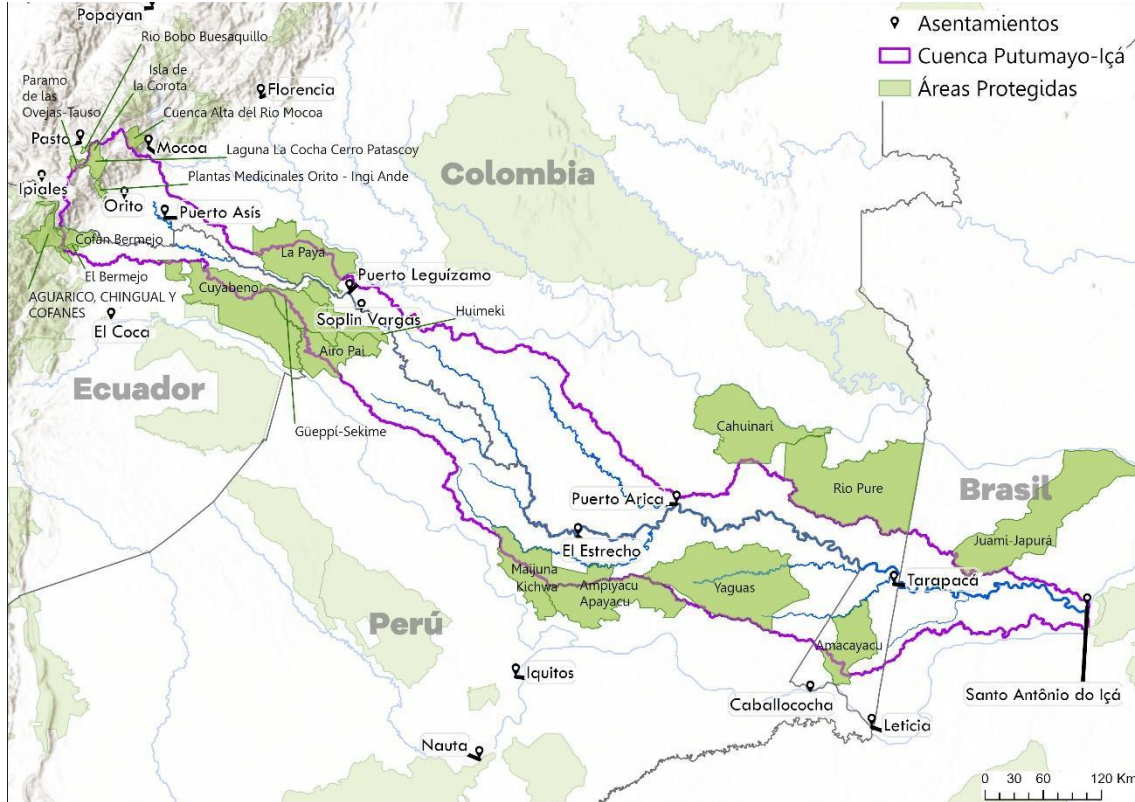 Popayan
Rio Bobo Buesaquillo
Asentamientos
Cuenca Putumayo-Içá
Áreas Protegidas
Isla de
la Corota
Paramo
de las
Ovejas-Tauso
Florencia
Cuenca Alta del Rio Mocoa
Pasto
Mocoa
Laguna La Cocha Cerro Patascoy
Colombia
Ipiales
Plantas Medicinales Orito - Ingi Ande
Orito
Puerto Asís
Cofán Bermejo
La Paya
El Bermejo
Puerto Leguízamo
Cuyabeno
AGUARICO, CHINGUAL Y
COFANES
El Coca
Soplin Vargas
Huimeki
Airo Pai
Ecuador
Güeppí-Sekime
Cahuinari
Rio Pure
Brasil
Puerto Arica
El Estrecho
Juami-Japurá
Maijuna
Kichwa
Ampiyacu
Apayacu
Yaguas
Tarapacá
Perú
Amacayacu
Iquitos
Caballococha
Santo Antônio do Içá
Leticia
Nauta
0 30 60 120 Km